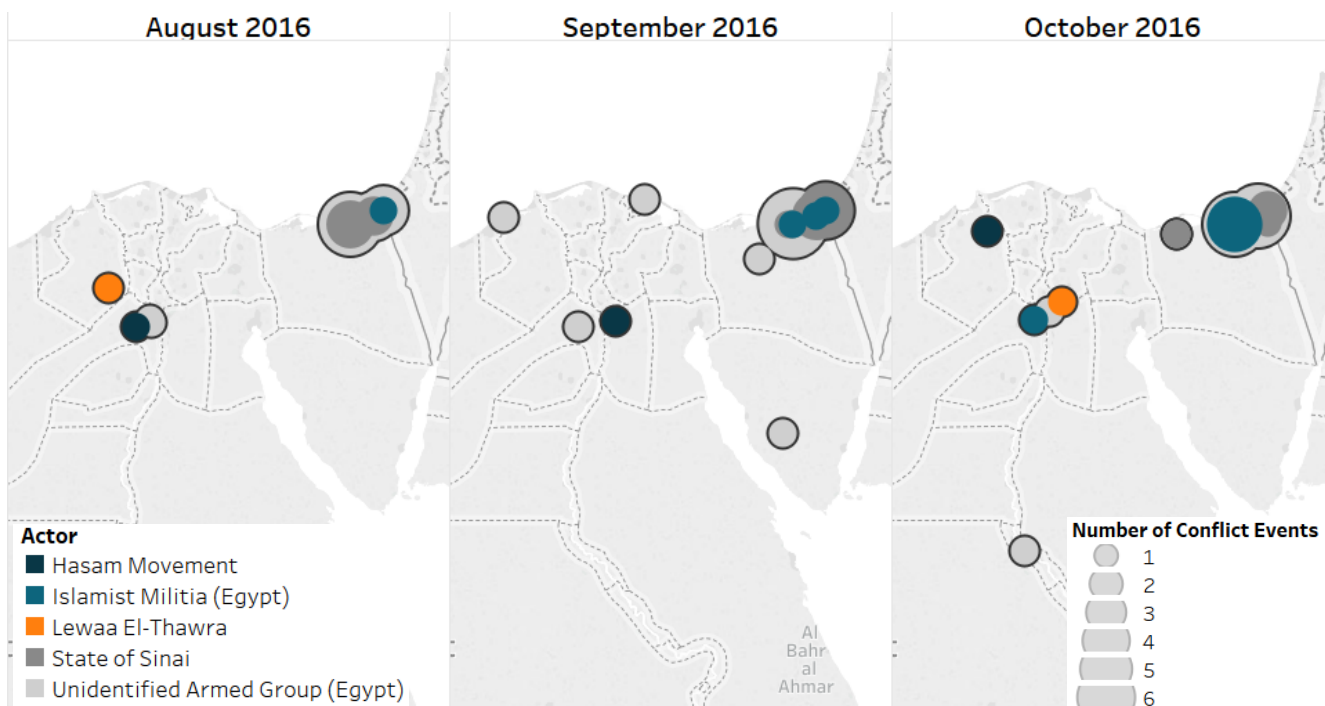 August 2016
September 2016
October 2016
Actor
Hasam Movement
Islamist Militia (Egypt)
Lewaa El-Thawra
State of Sinai
Unidentified Armed Group (Egypt)
Al
Bahr
al
Ahmar
Number of Conflict Events
1
2
3
4
5
6